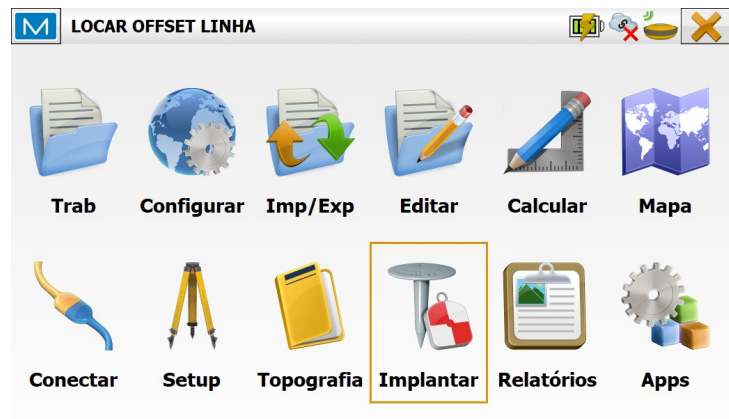 LOCAR OFFSET LINHA
Trab Configurar Imp/Exp Editar Calcular Mapa
Conectar Setup Topografia Implantar Relatórios Apps